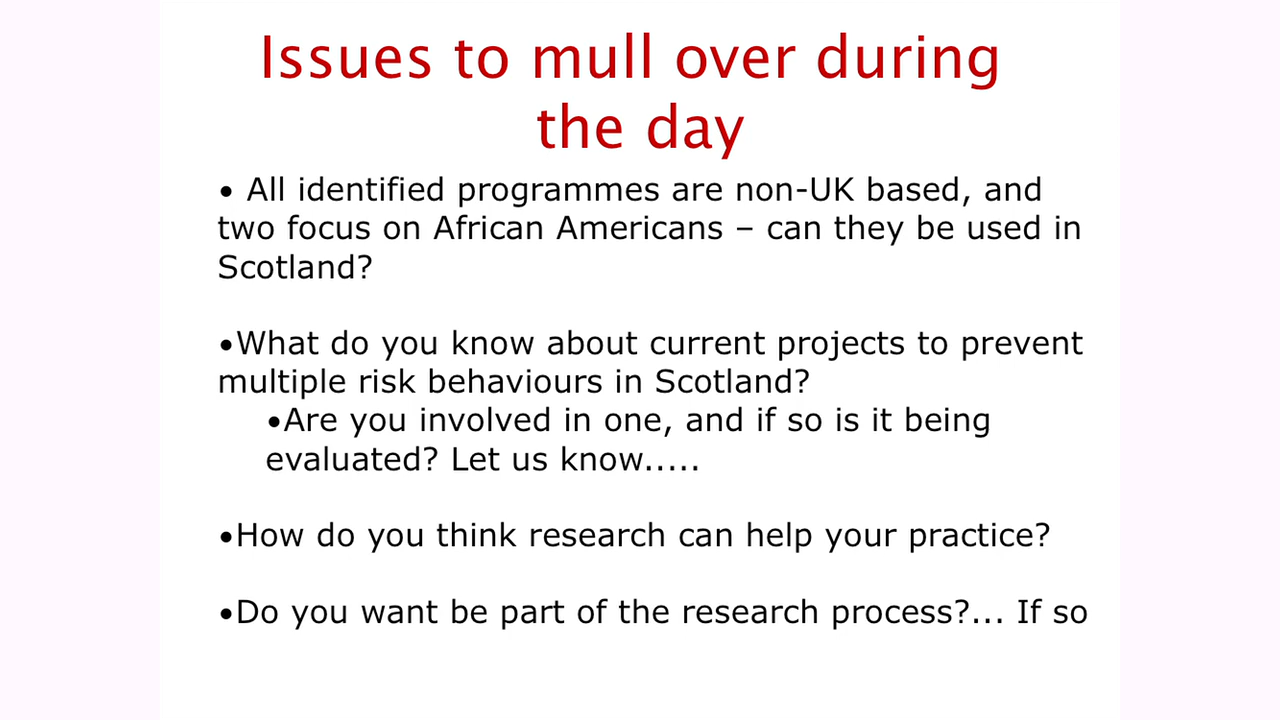 Issues to mull over during
the day
• All identified programmes are non-UK based, and
two focus on African Americans – can they be used in
Scotland?
•What do you know about current projects to prevent
multiple risk behaviours in Scotland?
•Are you involved in one, and if so is it being
evaluated? Let us know.....
•How do you think research can help your practice?
•Do you want be part of the research process?... If so